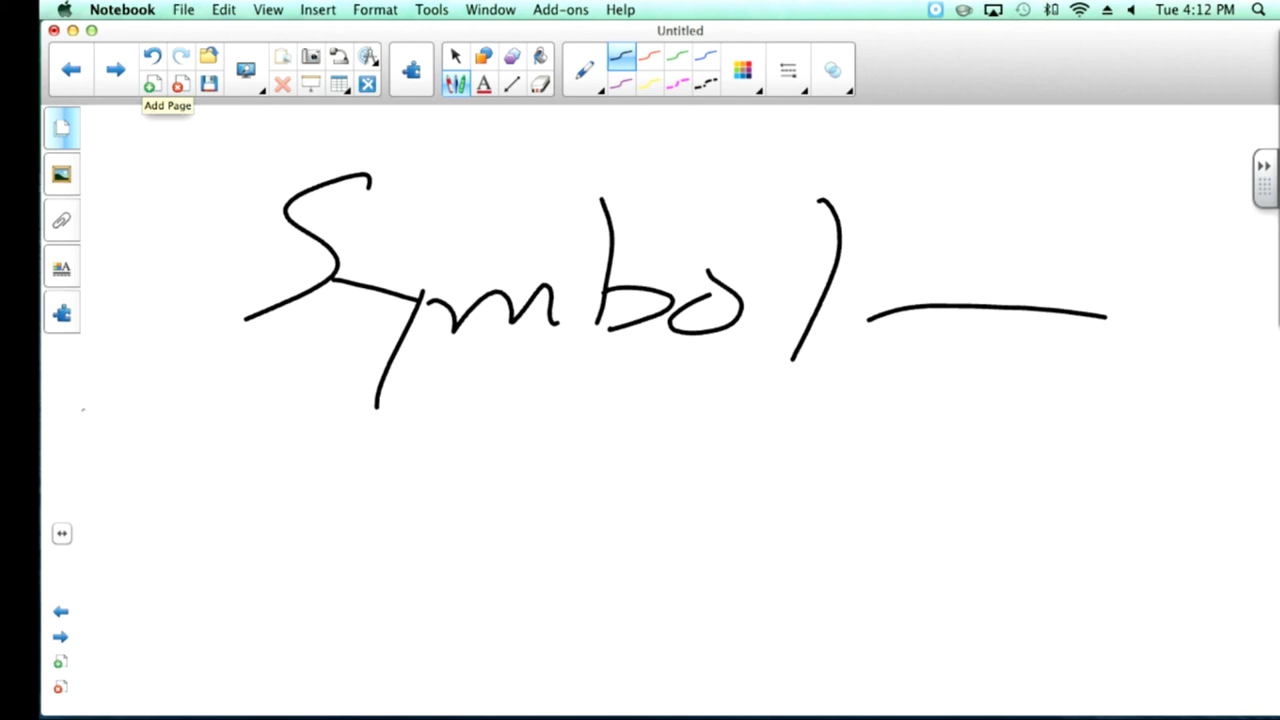 Notebook File Edit View Insert Format Tools Window Add-ons Help Tue 4:12 PM
Untitled
Add Page
Symbol —